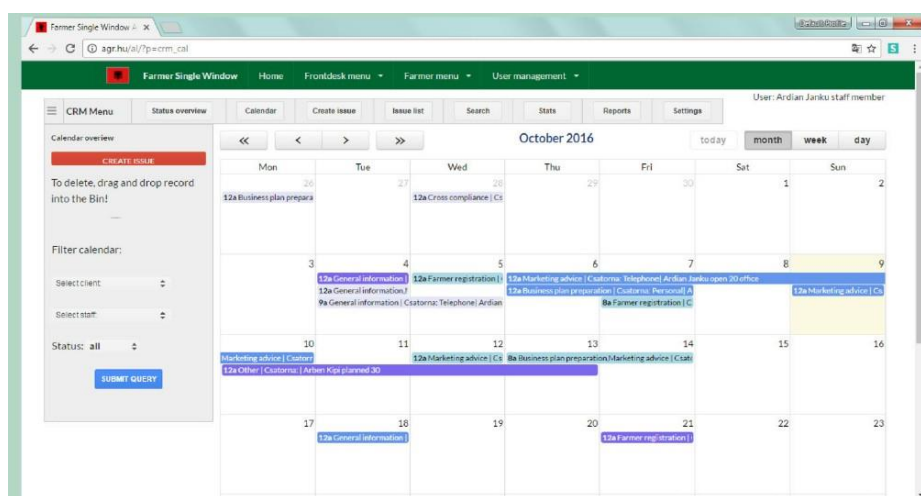 Farmer Single Window
agr.hu/al/?p=crm_cal
Farmer Single Window Home Frontdesk menu Farmer menu User management
User: Ardian Janku staff member
CRM Menu Status overview Calendar Create issue Issue list Search Stats Reports Settings
Calendar overiew
CREATE ISSUE
To delete, drag and drop record
into the Bin!
Filter calendar:
Select client:
Select staff:
Status: all
SUBMIT QUERY
<< < > >> October 2016 today month week day
Mon Tue Wed Thu Fri Sat Sun
26 27 28 29 30 1 2
12a Business plan prepara 12a Cross compliance | Cs
3 4 5 6 7 8 9
12a General information | 12a Farmer registration | 12a Marketing advice | Csatorna: Telephone| Ardian Janku open 20 office
12a General information 12a Business plan preparation | Csatorna: Personal| A 12a Marketing advice | Cs
9a General information | Csatorna: Telephone| Ardian 8a Farmer registration | C
10 11 12 13 14 15 16
Marketing advice | Csatorn 12a Marketing advice | Cs 8a Business plan preparation,Marketing advice | Csato
12a Other | Csatorna: | Arben Kipi planned 30
17 18 19 20 21 22 23
12a General information | 12a Farmer registration |